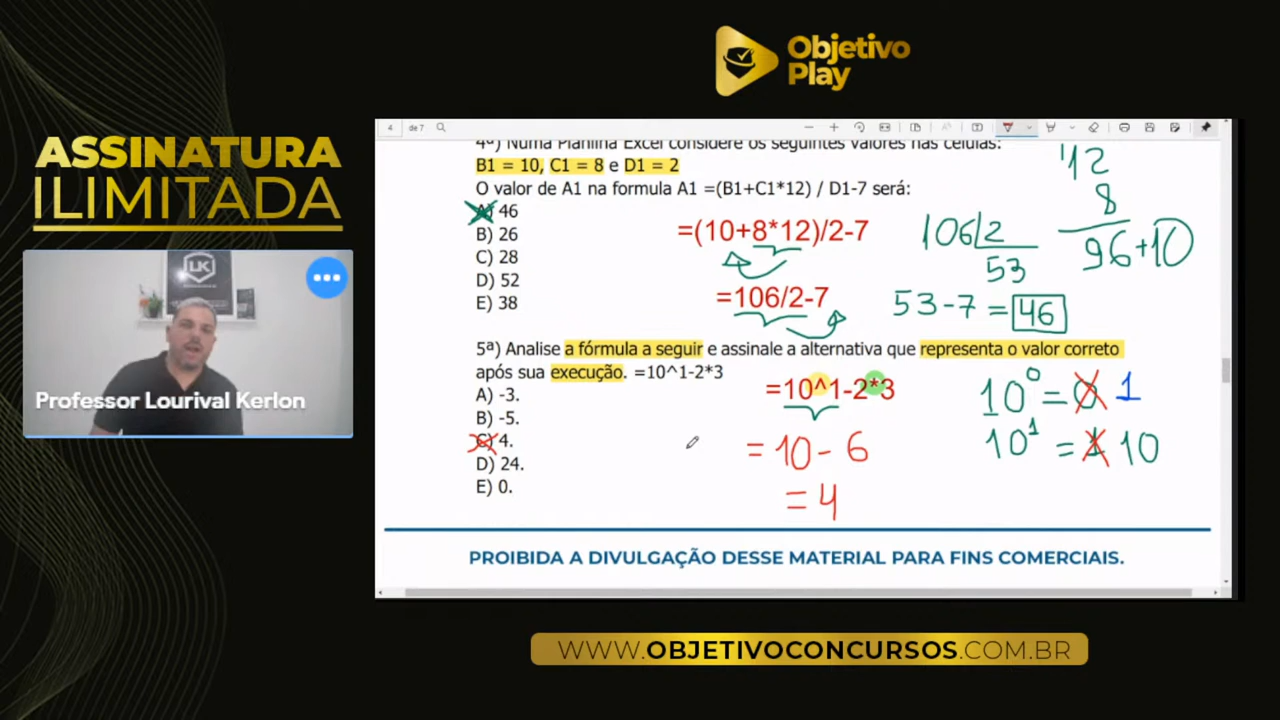 Objetivo
Play
ASSINATURA
ILIMITADA
LK
Professor Lourival Kerlon
4 de 7
4ª) Numa Planilha Excel considere os seguintes valores nas células:
B1 = 10, C1 = 8 e D1 = 2
O valor de A1 na formula A1 =(B1+C1*12) / D1-7 será:
A) 46
B) 26
C) 28
D) 52
E) 38
=(10+8*12)/2-7
=106/2-7
106 2
53
12
8
96+10
53-7 = 46
5ª) Analise a fórmula a seguir e assinale a alternativa que representa o valor correto
após sua execução. =10^1-2*3
A) -3.
B) -5.
C) 4.
D) 24.
E) 0.
=10^1-2*3
= 10 - 6
= 4
10⁰ = 0 1
10¹ = 1 10
PROIBIDA A DIVULGAÇÃO DESSE MATERIAL PARA FINS COMERCIAIS.
WWW.OBJETIVOCONCURSOS.COM.BR